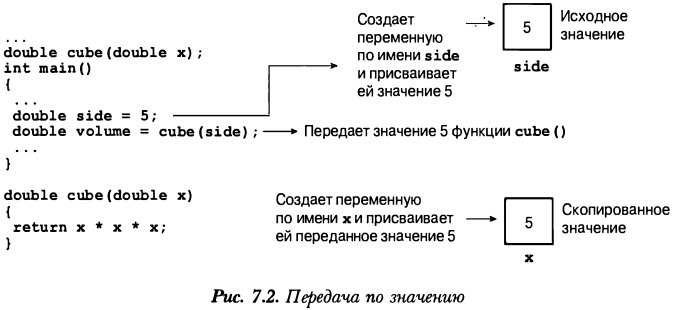 ...
double cube(double x);
int main()
{
...
double side = 5;
double volume = cube(side);
...
}
Создает
переменную
по имени side
и присваивает
ей значение 5
5
side
Исходное
значение
Передает значение 5 функции cube()
double cube(double x)
{
return x * x * x;
}
Создает переменную
по имени x и присваивает
ей переданное значение 5
5
x
Скопированное
значение
Рис. 7.2. Передача по значению